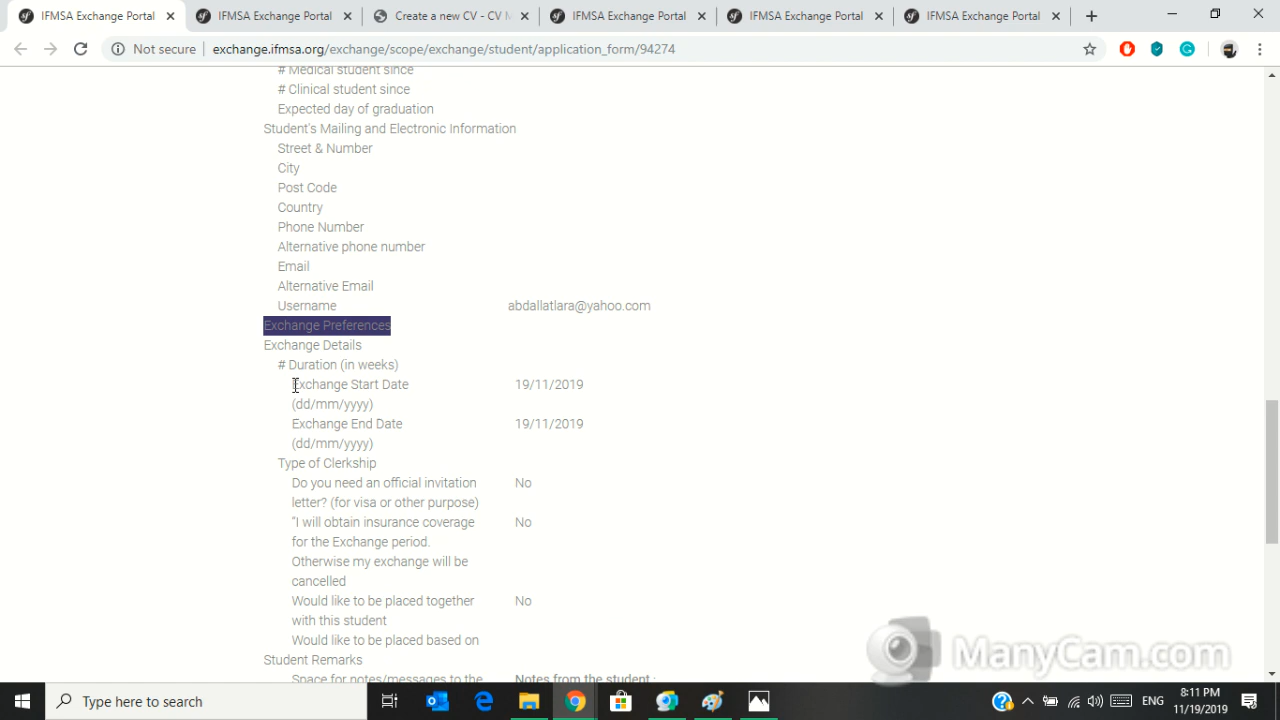 IFMSA Exchange Portal
IFMSA Exchange Portal
Create a new CV - CV
IFMSA Exchange Portal
IFMSA Exchange Portal
IFMSA Exchange Portal
Not secure
exchange.ifmsa.org/exchange/scope/exchange/student/application_form/94274
# Medical student since
# Clinical student since
Expected day of graduation
Student's Mailing and Electronic Information
Street & Number
City
Post Code
Country
Phone Number
Alternative phone number
Email
Alternative Email
Username abdallatlara@yahoo.com
Exchange Preferences
Exchange Details
# Duration (in weeks)
Exchange Start Date 19/11/2019
(dd/mm/yyyy)
Exchange End Date 19/11/2019
(dd/mm/yyyy)
Type of Clerkship
Do you need an official invitation No
letter? (for visa or other purpose)
"I will obtain insurance coverage No
for the Exchange period.
Otherwise my exchange will be
cancelled
Would like to be placed together No
with this student
Would like to be placed based on
Student Remarks
Space for notes/messages to the Notes from the student :
ManyCam.com
Type here to search
ENG
8:11 PM
11/19/2019